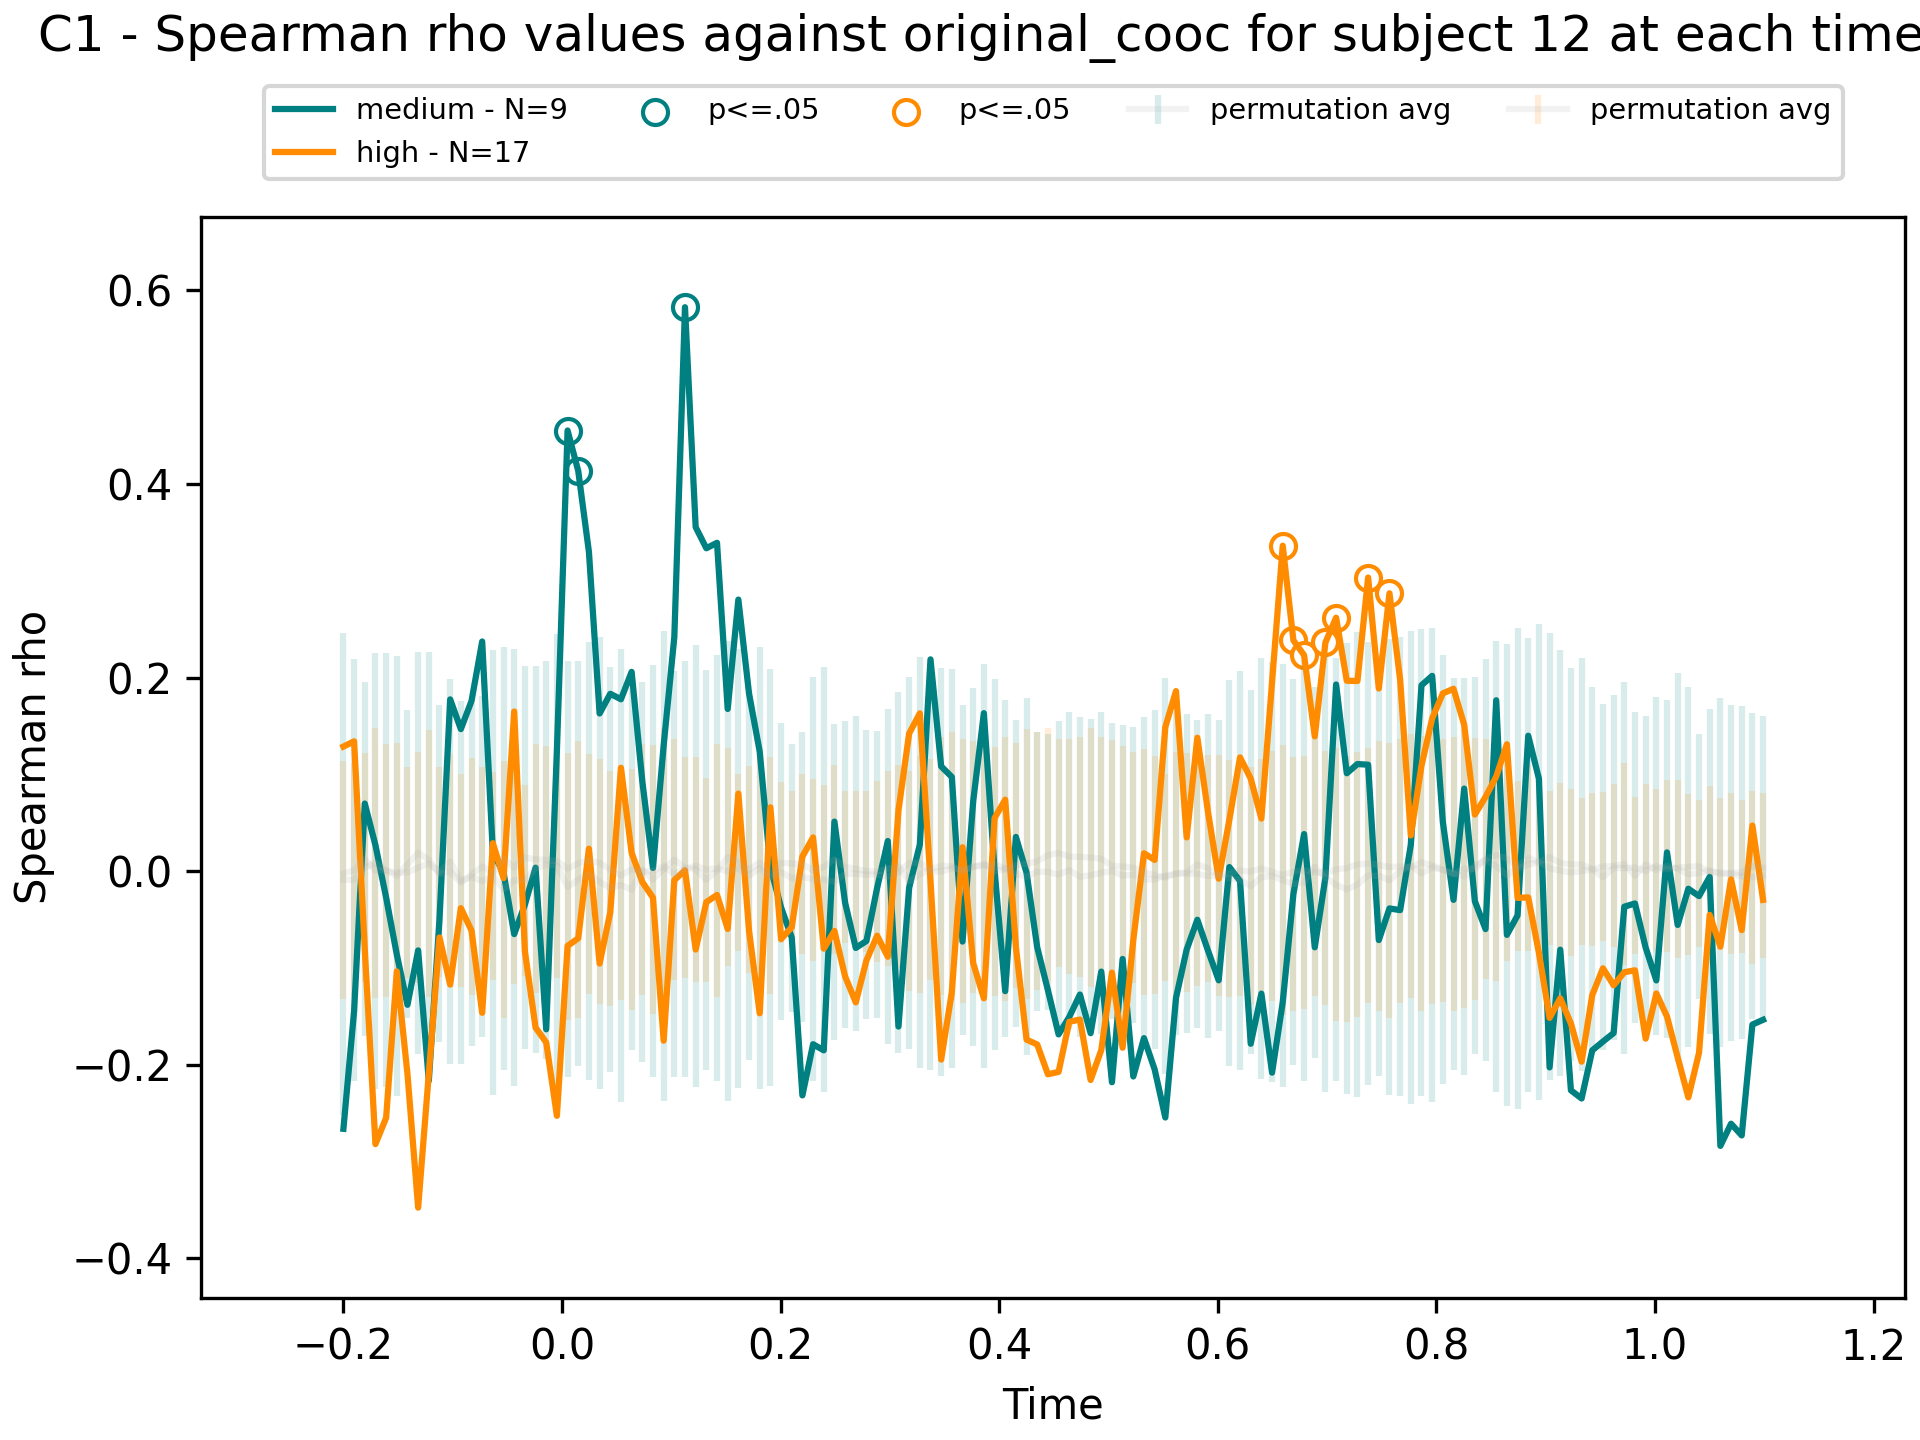 C1 - Spearman rho values against original_cooc for subject 12 at each time
medium - N=9
high - N=17
p<=.05
p<=.05
permutation avg
permutation avg
Spearman rho
0.6
0.4
0.2
0.0
−0.2
−0.4
−0.2 0.0 0.2 0.4 0.6 0.8 1.0 1.2
Time